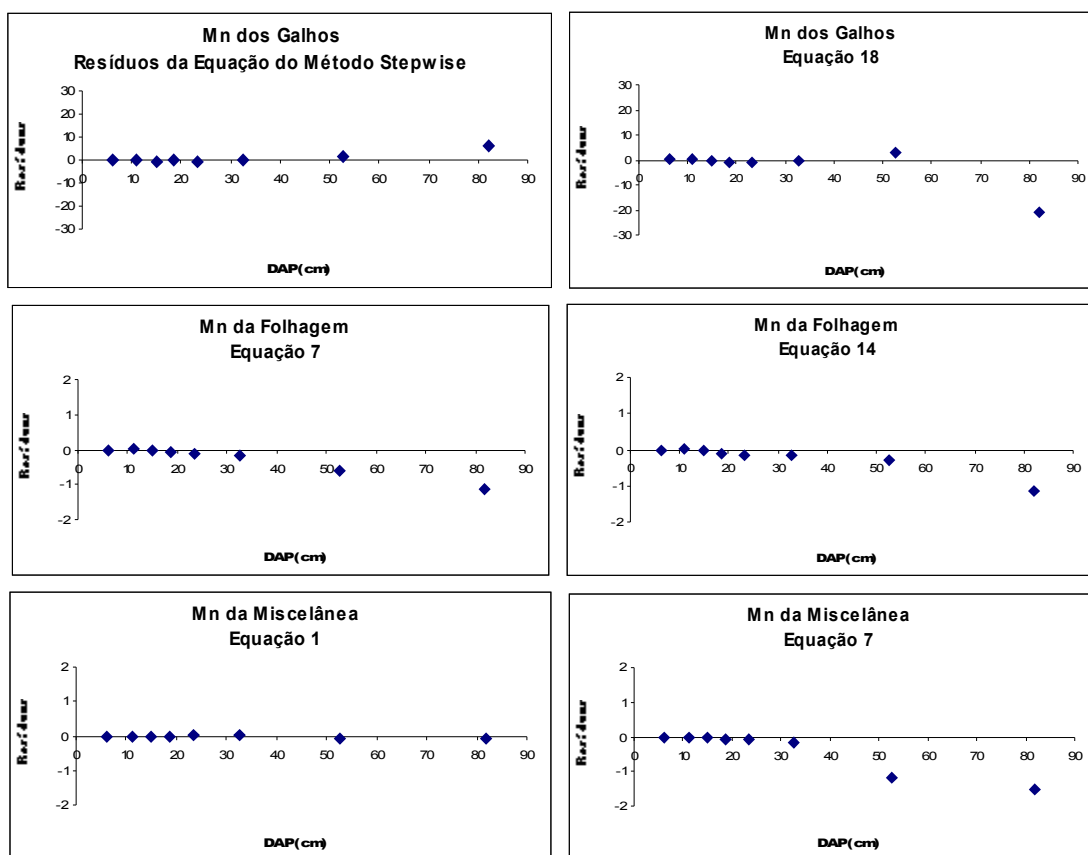 Mn dos Galhos
Resíduos da Equação do Método Stepwise
30
20
10
0
-10
-20
-30
0 10 20 30 40 50 60 70 80 90
Resíduos
DAP(cm)
Mn dos Galhos
Equação 18
30
20
10
0
-10
-20
-30
0 10 20 30 40 50 60 70 80 90
Resíduos
DAP(cm)
Mn da Folhagem
Equação 7
2
1
0
-1
-2
0 10 20 30 40 50 60 70 80 90
Resíduos
DAP(cm)
Mn da Folhagem
Equação 14
2
1
0
-1
-2
0 10 20 30 40 50 60 70 80 90
Resíduos
DAP(cm)
Mn da Miscelânea
Equação 1
2
1
0
-1
-2
0 10 20 30 40 50 60 70 80 90
Resíduos
DAP(cm)
Mn da Miscelânea
Equação 7
2
1
0
-1
-2
0 10 20 30 40 50 60 70 80 90
Resíduos
DAP(cm)